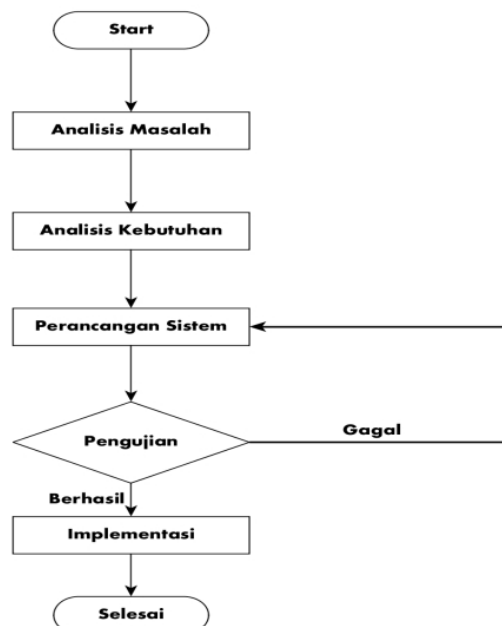 Start
Analisis Masalah
Analisis Kebutuhan
Perancangan Sistem
Pengujian
Gagal
Berhasil
Implementasi
Selesai